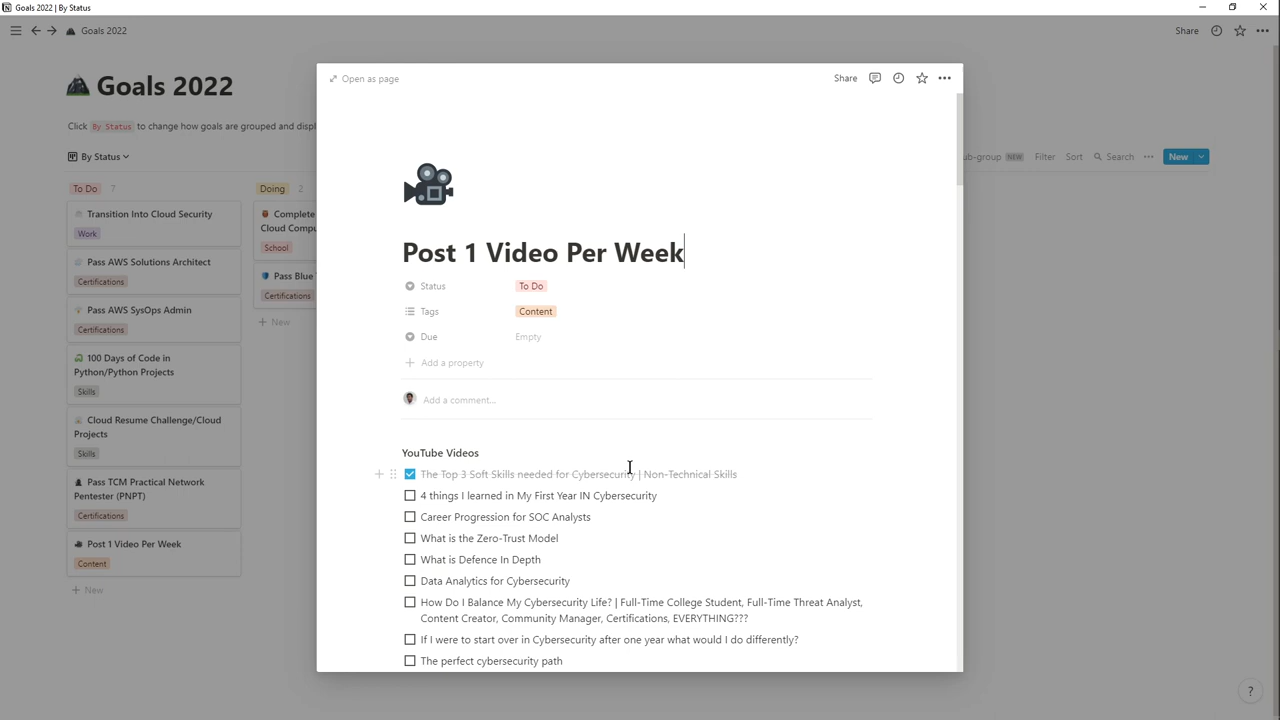 Goals 2022 | By Status
Goals 2022
Share
Goals 2022
Click By Status to change how goals are grouped and displ
By Status
ub-group NEW
Filter
Sort
Search
New
To Do 7
Transition Into Cloud Security
Work
Pass AWS Solutions Architect
Certifications
Pass AWS SysOps Admin
Certifications
100 Days of Code in
Python/Python Projects
Skills
Cloud Resume Challenge/Cloud
Projects
Skills
Pass TCM Practical Network
Pentester (PNPT)
Certifications
Post 1 Video Per Week
Content
+ New
Doing 2
Complete
Cloud Compu
School
Pass Blue
Certifications
+ New
Open as page
Share
Post 1 Video Per Week
Status To Do
Tags Content
Due Empty
+ Add a property
Add a comment...
YouTube Videos
The Top 3 Soft Skills needed for Cybersecurity | Non-Technical Skills
4 things I learned in My First Year IN Cybersecurity
Career Progression for SOC Analysts
What is the Zero-Trust Model
What is Defence In Depth
Data Analytics for Cybersecurity
How Do I Balance My Cybersecurity Life? | Full-Time College Student, Full-Time Threat Analyst,
Content Creator, Community Manager, Certifications, EVERYTHING???
If I were to start over in Cybersecurity after one year what would I do differently?
The perfect cybersecurity path
?